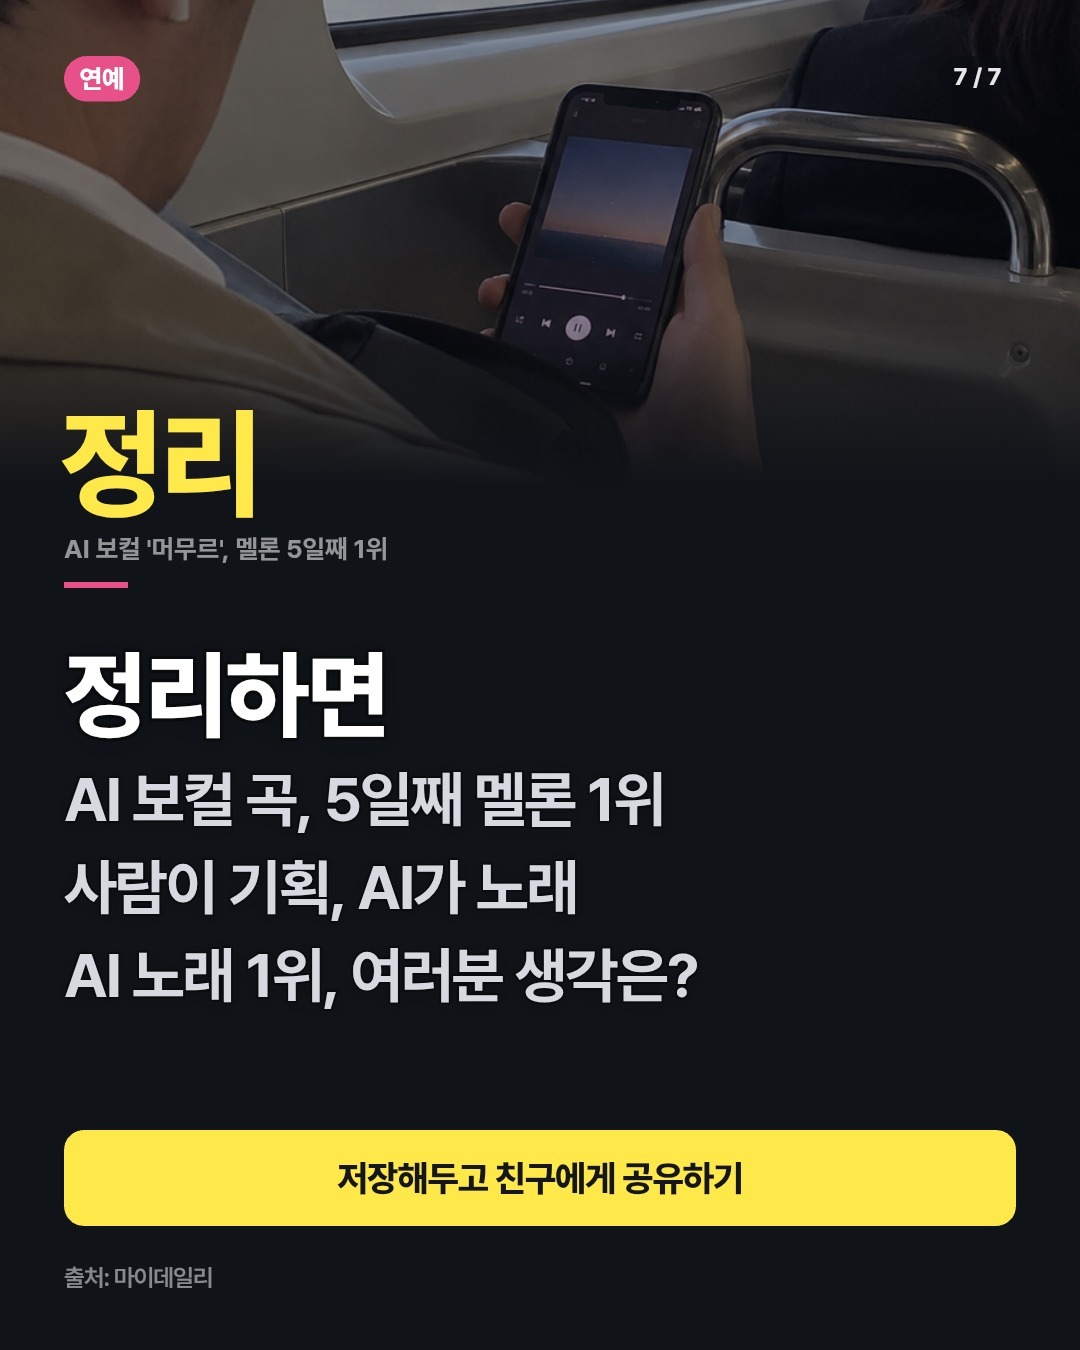 연예
7 / 7
정리
AI 보컬 '머무르', 멜론 5일째 1위
정리하면
AI 보컬 곡, 5일째 멜론 1위
사람이 기획, AI가 노래
AI 노래 1위, 여러분 생각은?
저장해두고 친구에게 공유하기
출처: 마이데일리